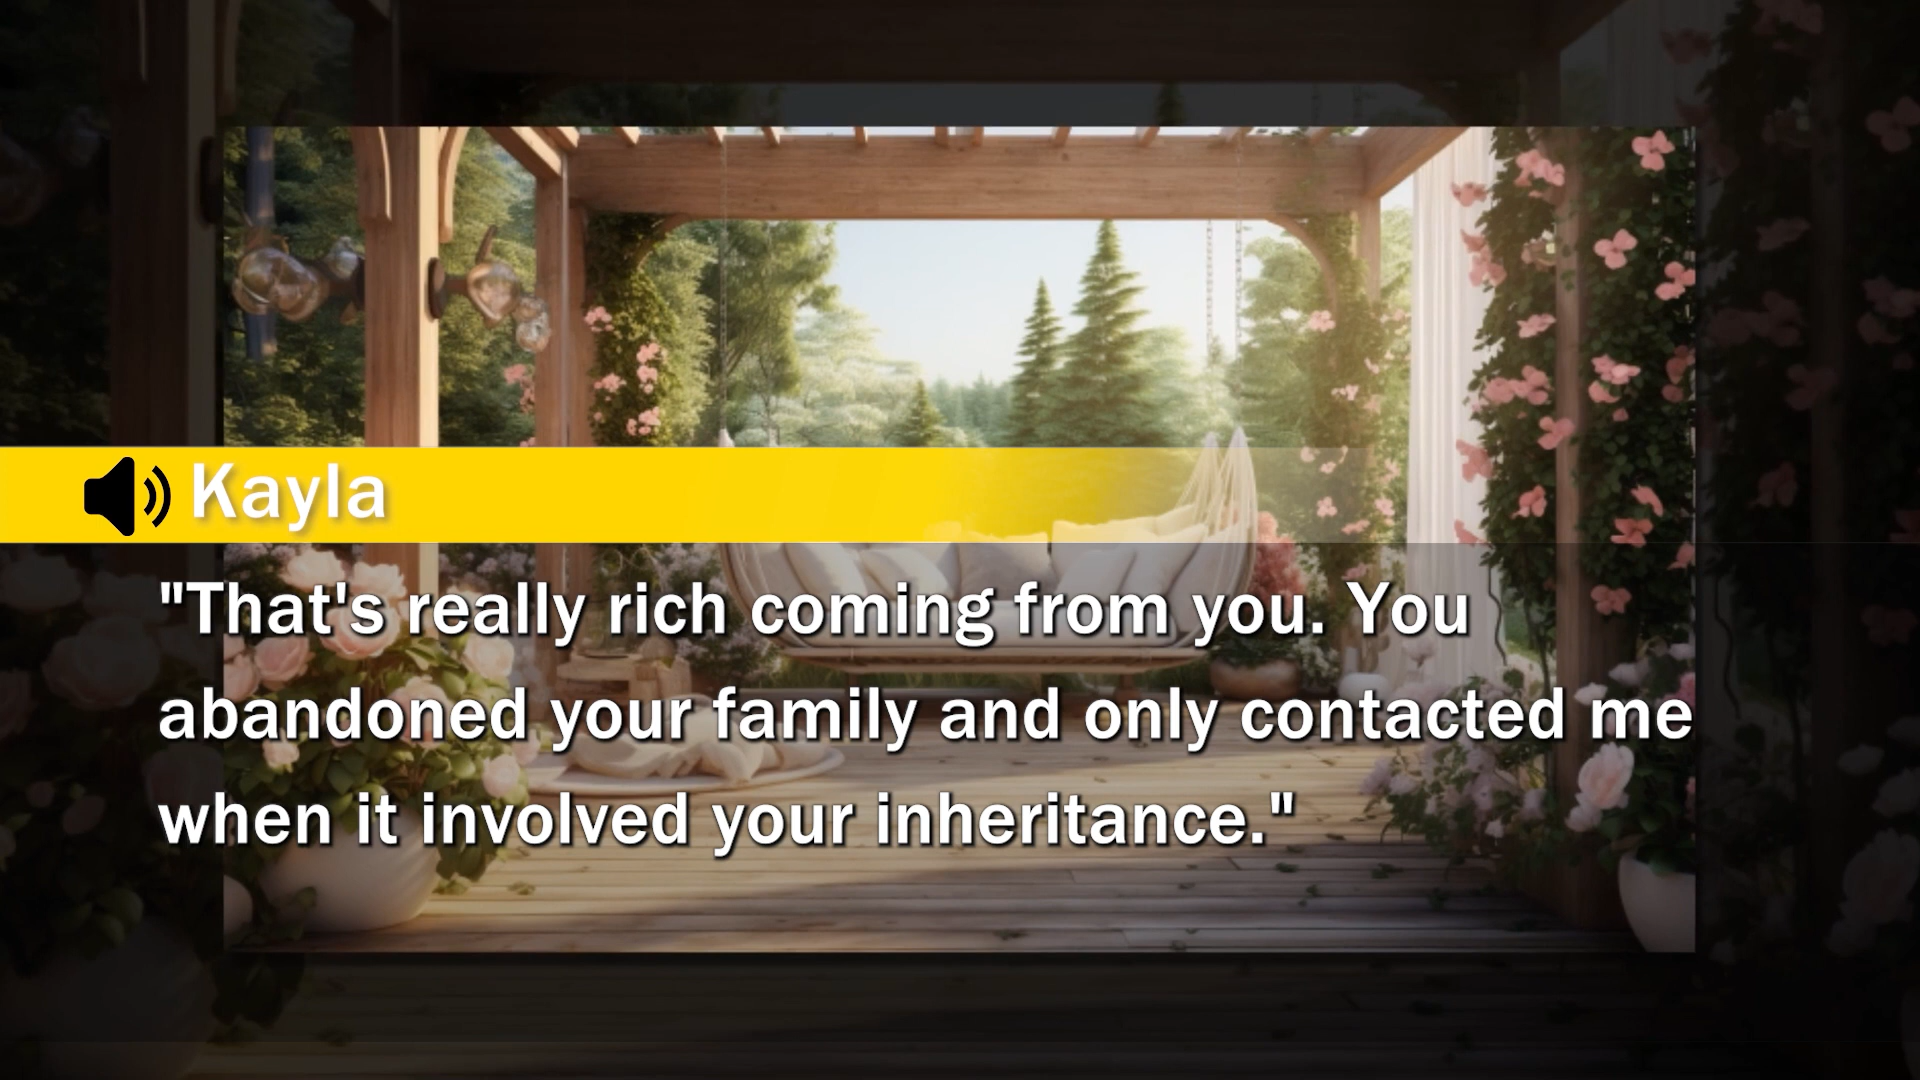 Kayla
"That's really rich coming from you. You
abandoned your family and only contacted me
when it involved your inheritance."